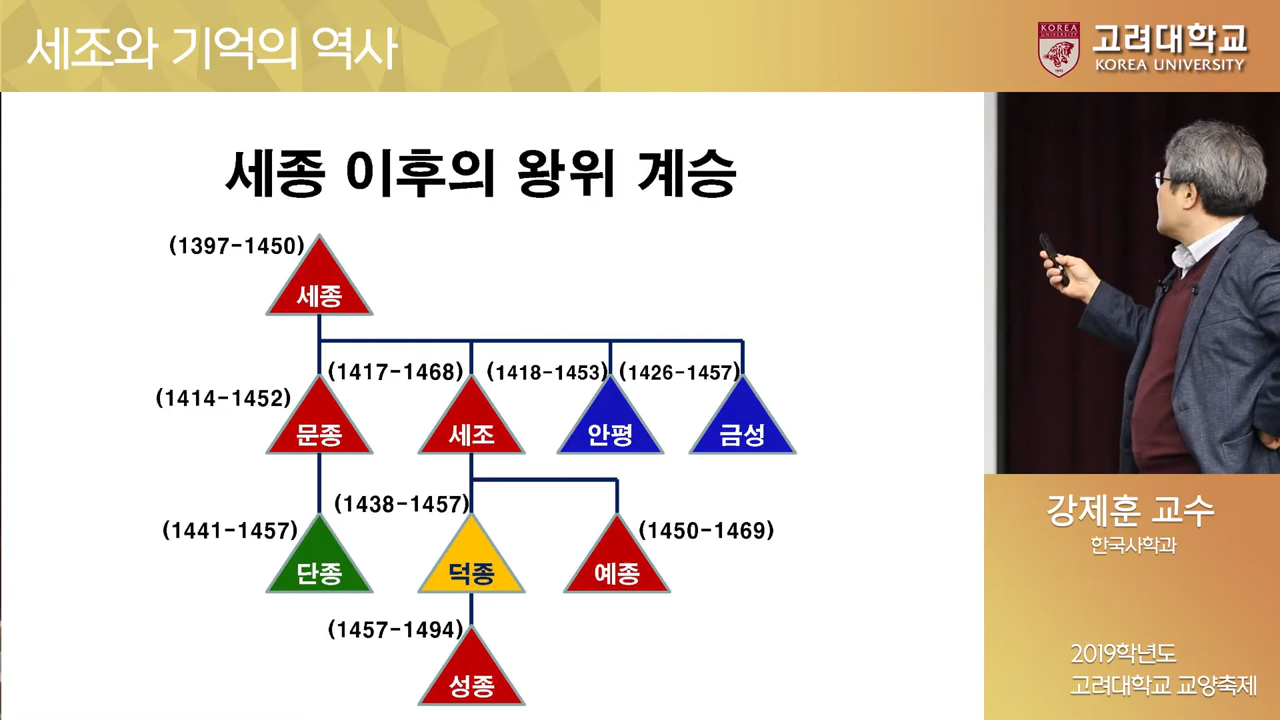 세조와 기억의 역사
KOREA
UNIVERSITY
고려대학교
KOREA UNIVERSITY
세종 이후의 왕위 계승
(1397-1450)
세종
(1417-1468)
(1418-1453)
(1426-1457)
(1414-1452)
문종
세조
안평
금성
(1438-1457)
(1441-1457)
(1450-1469)
단종
덕종
예종
(1457-1494)
성종
강제훈 교수
한국사학과
2019학년도
고려대학교 교양축제